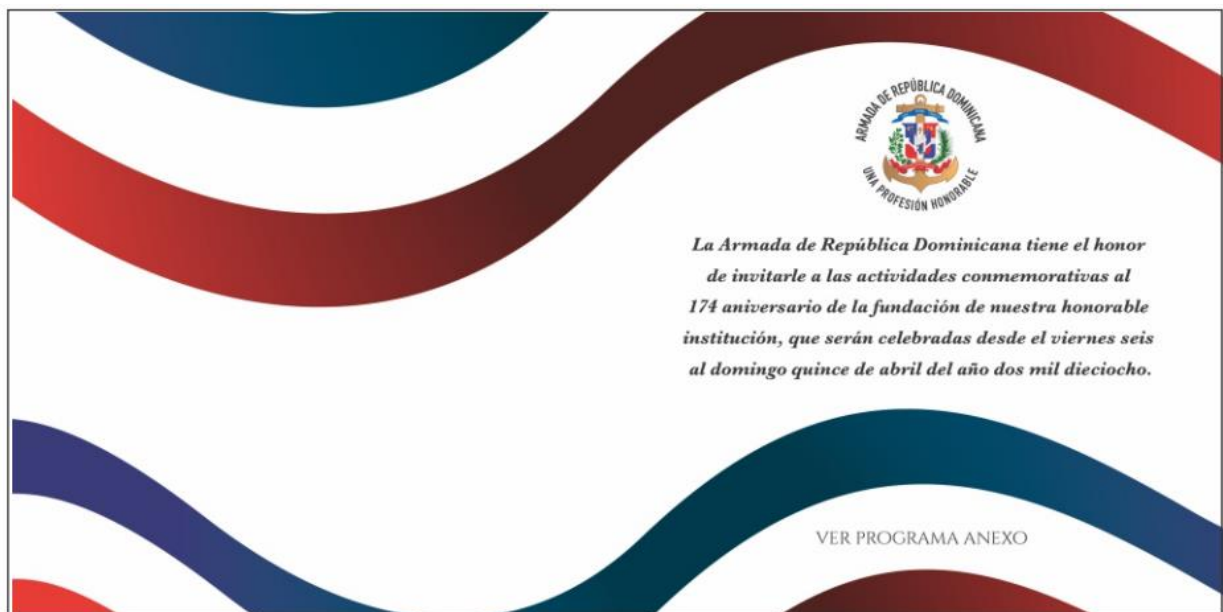 ARMADA DE REPÚBLICA DOMINICANA
UNA PROFESIÓN HONORABLE
La Armada de República Dominicana tiene el honor
de invitarle a las actividades conmemorativas al
174 aniversario de la fundación de nuestra honorable
institución, que serán celebradas desde el viernes seis
al domingo quince de abril del año dos mil dieciocho.
VER PROGRAMA ANEXO